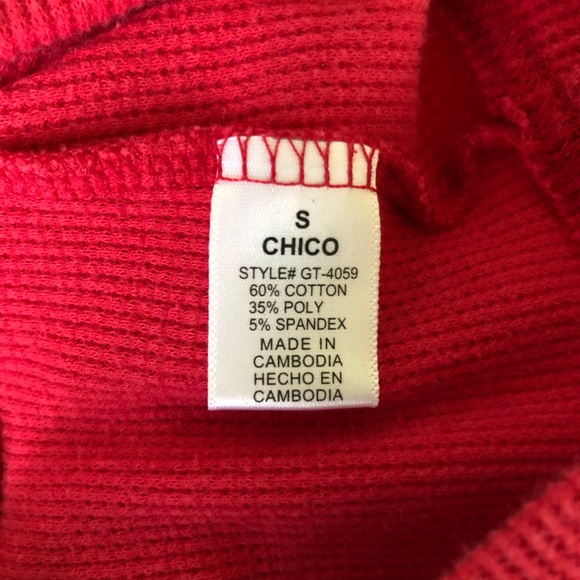 S
CHICO
STYLE# GT-4059
60% COTTON
35% POLY
5% SPANDEX
MADE IN
CAMBODIA
HECHO EN
CAMBODIA